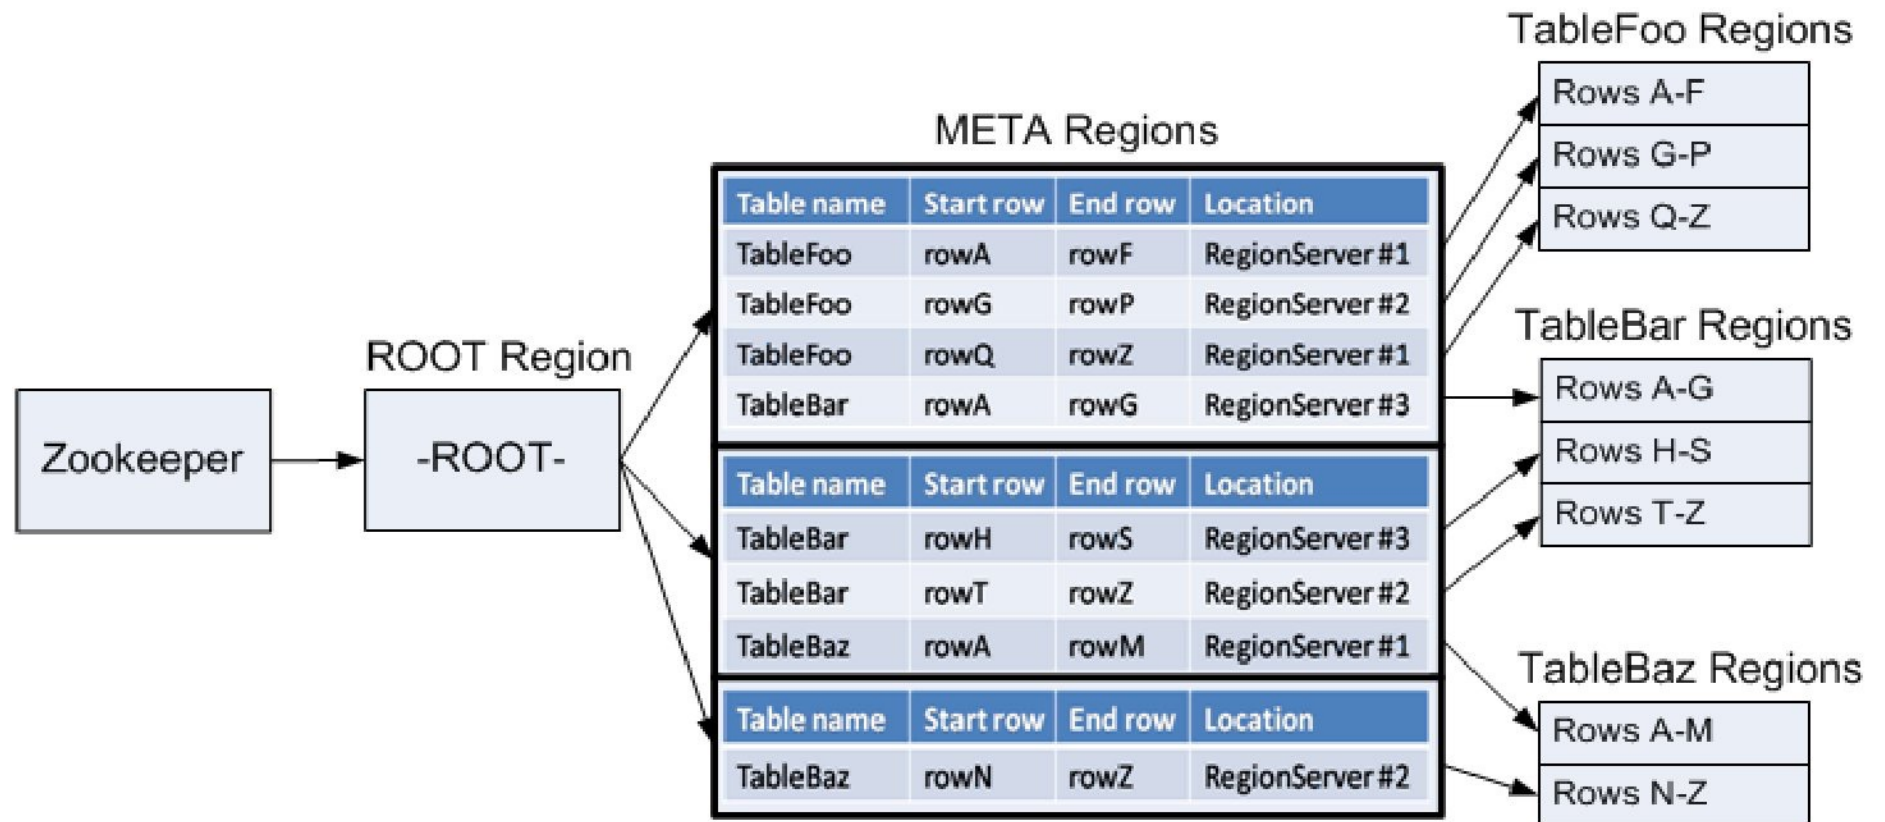 Zookeeper
ROOT Region
-ROOT-
META Regions
Table name Start row End row Location
TableFoo rowA rowF RegionServer #1
TableFoo rowG rowP RegionServer #2
TableFoo rowQ rowZ RegionServer #1
TableBar rowA rowG RegionServer #3
Table name Start row End row Location
TableBar rowH rowS RegionServer #3
TableBar rowT rowZ RegionServer #2
TableBaz rowA rowM RegionServer #1
Table name Start row End row Location
TableBaz rowN rowZ RegionServer #2
TableFoo Regions
Rows A-F
Rows G-P
Rows Q-Z
TableBar Regions
Rows A-G
Rows H-S
Rows T-Z
TableBaz Regions
Rows A-M
Rows N-Z